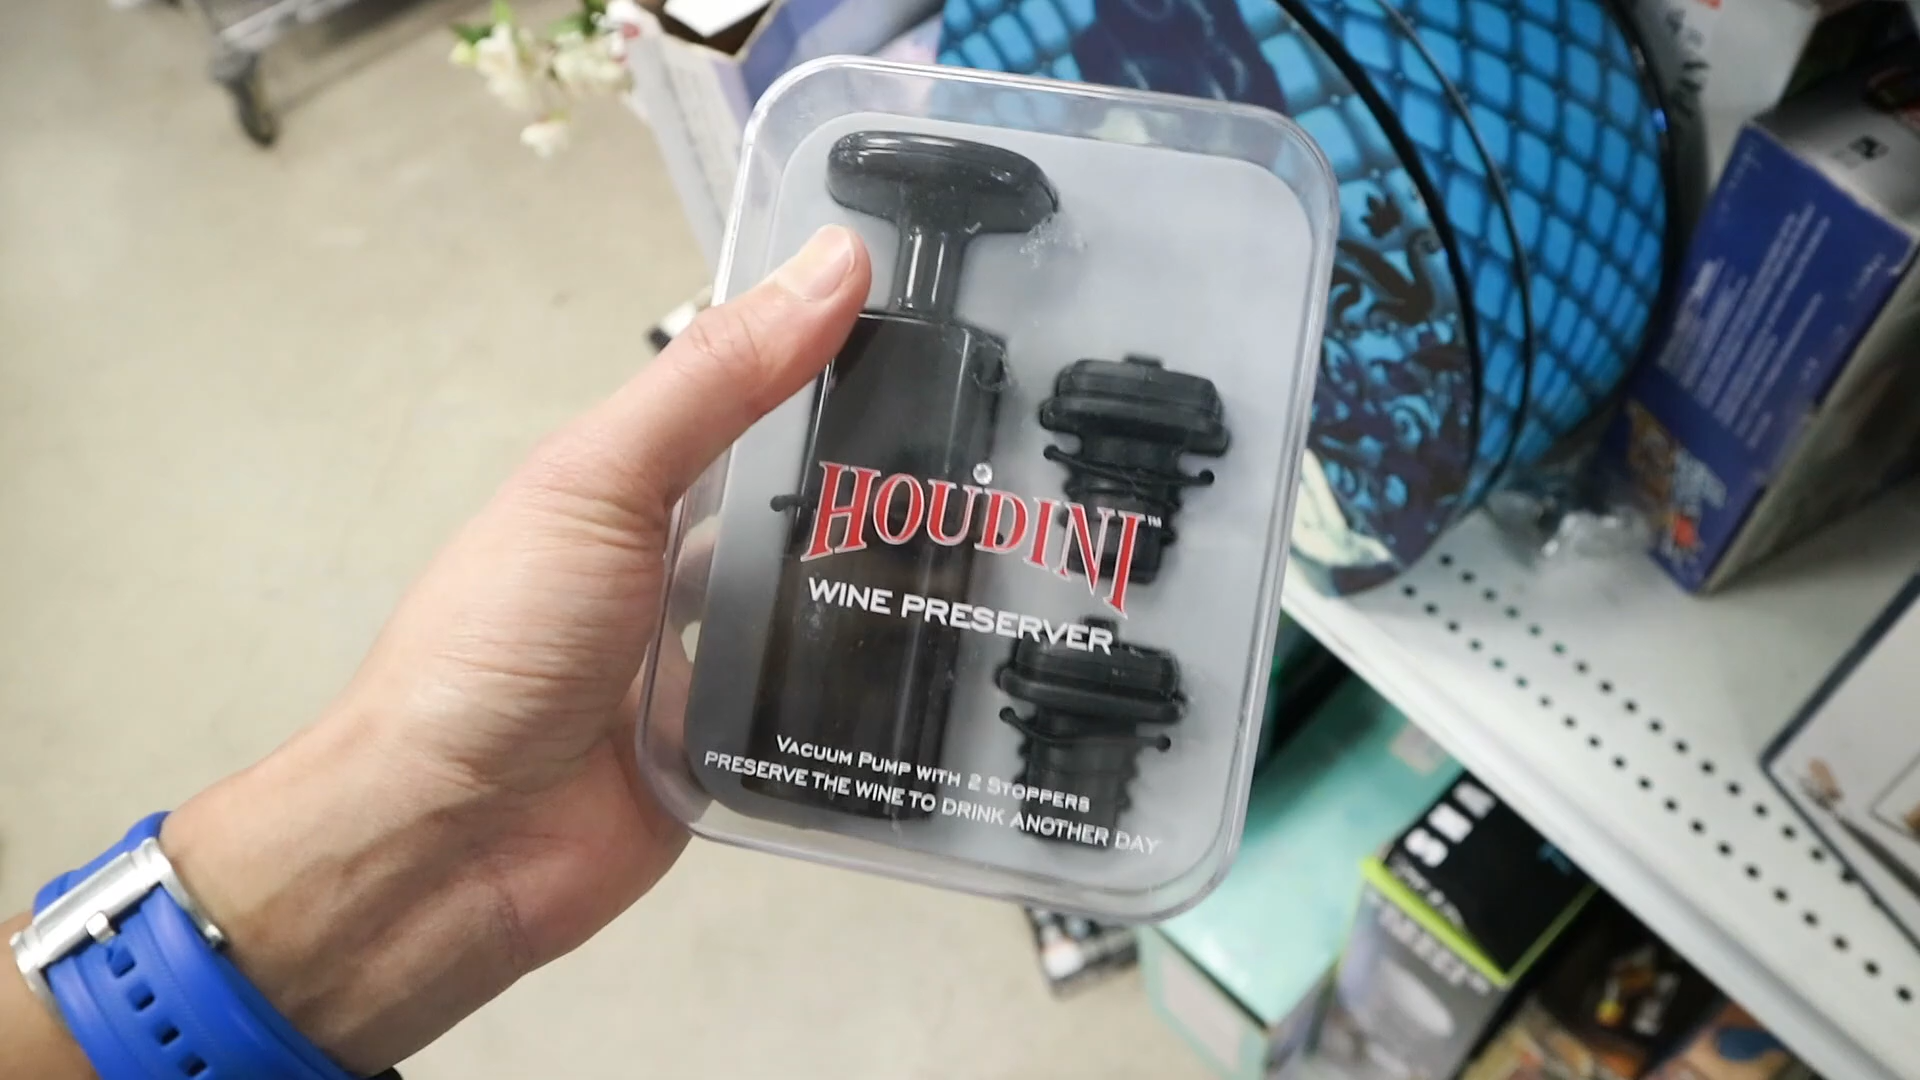 HOUDINI™
WINE PRESERVER
VACUUM PUMP WITH 2 STOPPERS
PRESERVE THE WINE TO DRINK ANOTHER DAY